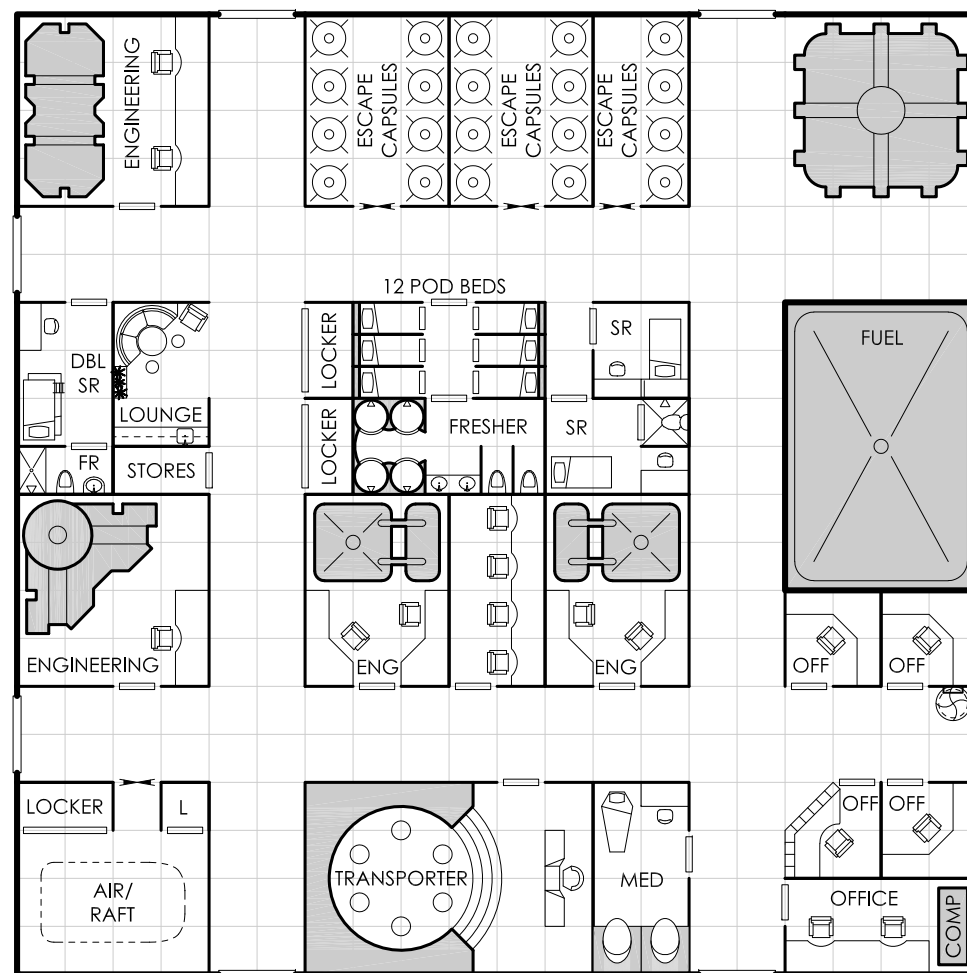 ENGINEERING
ESCAPE
CAPSULES
ESCAPE
CAPSULES
ESCAPE
CAPSULES
12 POD BEDS
DBL
SR
LOUNGE
FR
STORES
LOCKER
LOCKER
FRESHER
SR
SR
FUEL
ENGINEERING
ENG
ENG
OFF
OFF
LOCKER
L
AIR/
RAFT
TRANSPORTER
MED
OFF
OFF
OFFICE
COMP